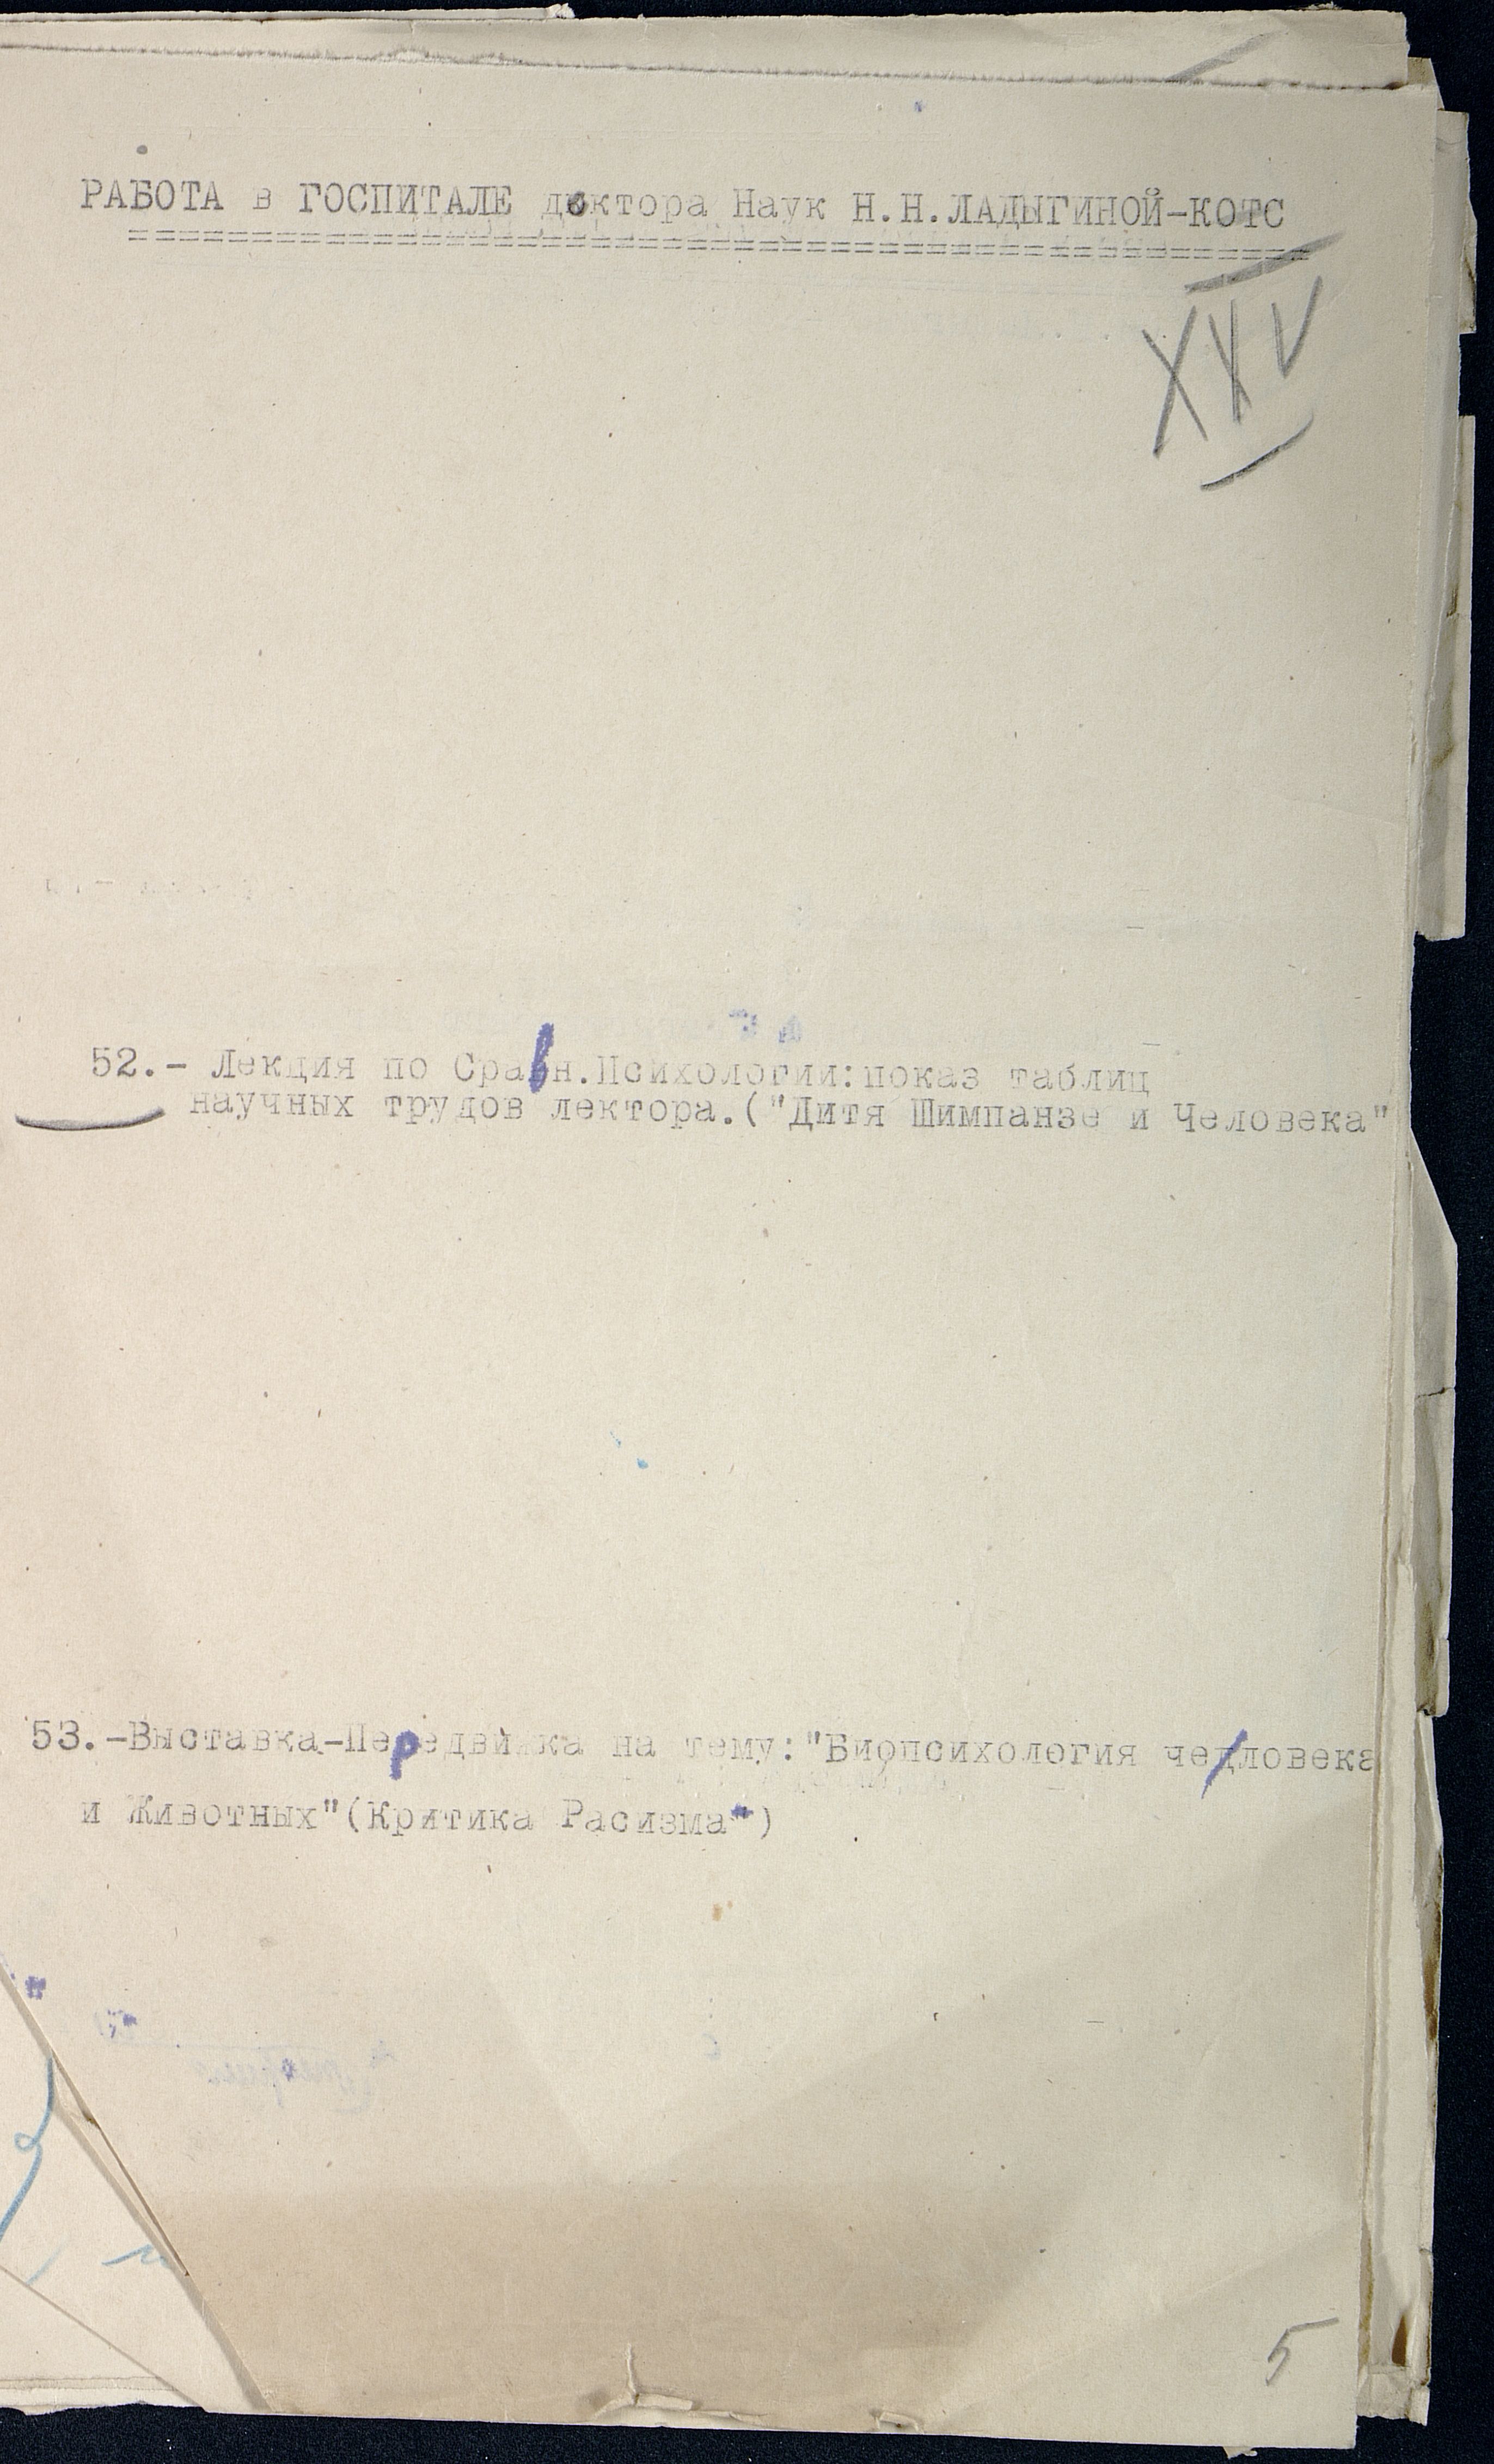 РАБОТА в ГОСПИТАЛЕ доктора Наук Н.Н.ЛАДЫГИНОЙ-КОТС
XXV
52.- Лекция по Сравн.Психологии:показ таблиц
научных трудов лектора.("Дитя Шимпанзе и Человека"
53.-Выставка-Передвижка на тему:"Биопсихология человека
и Животных"(Критика Расизма")
5